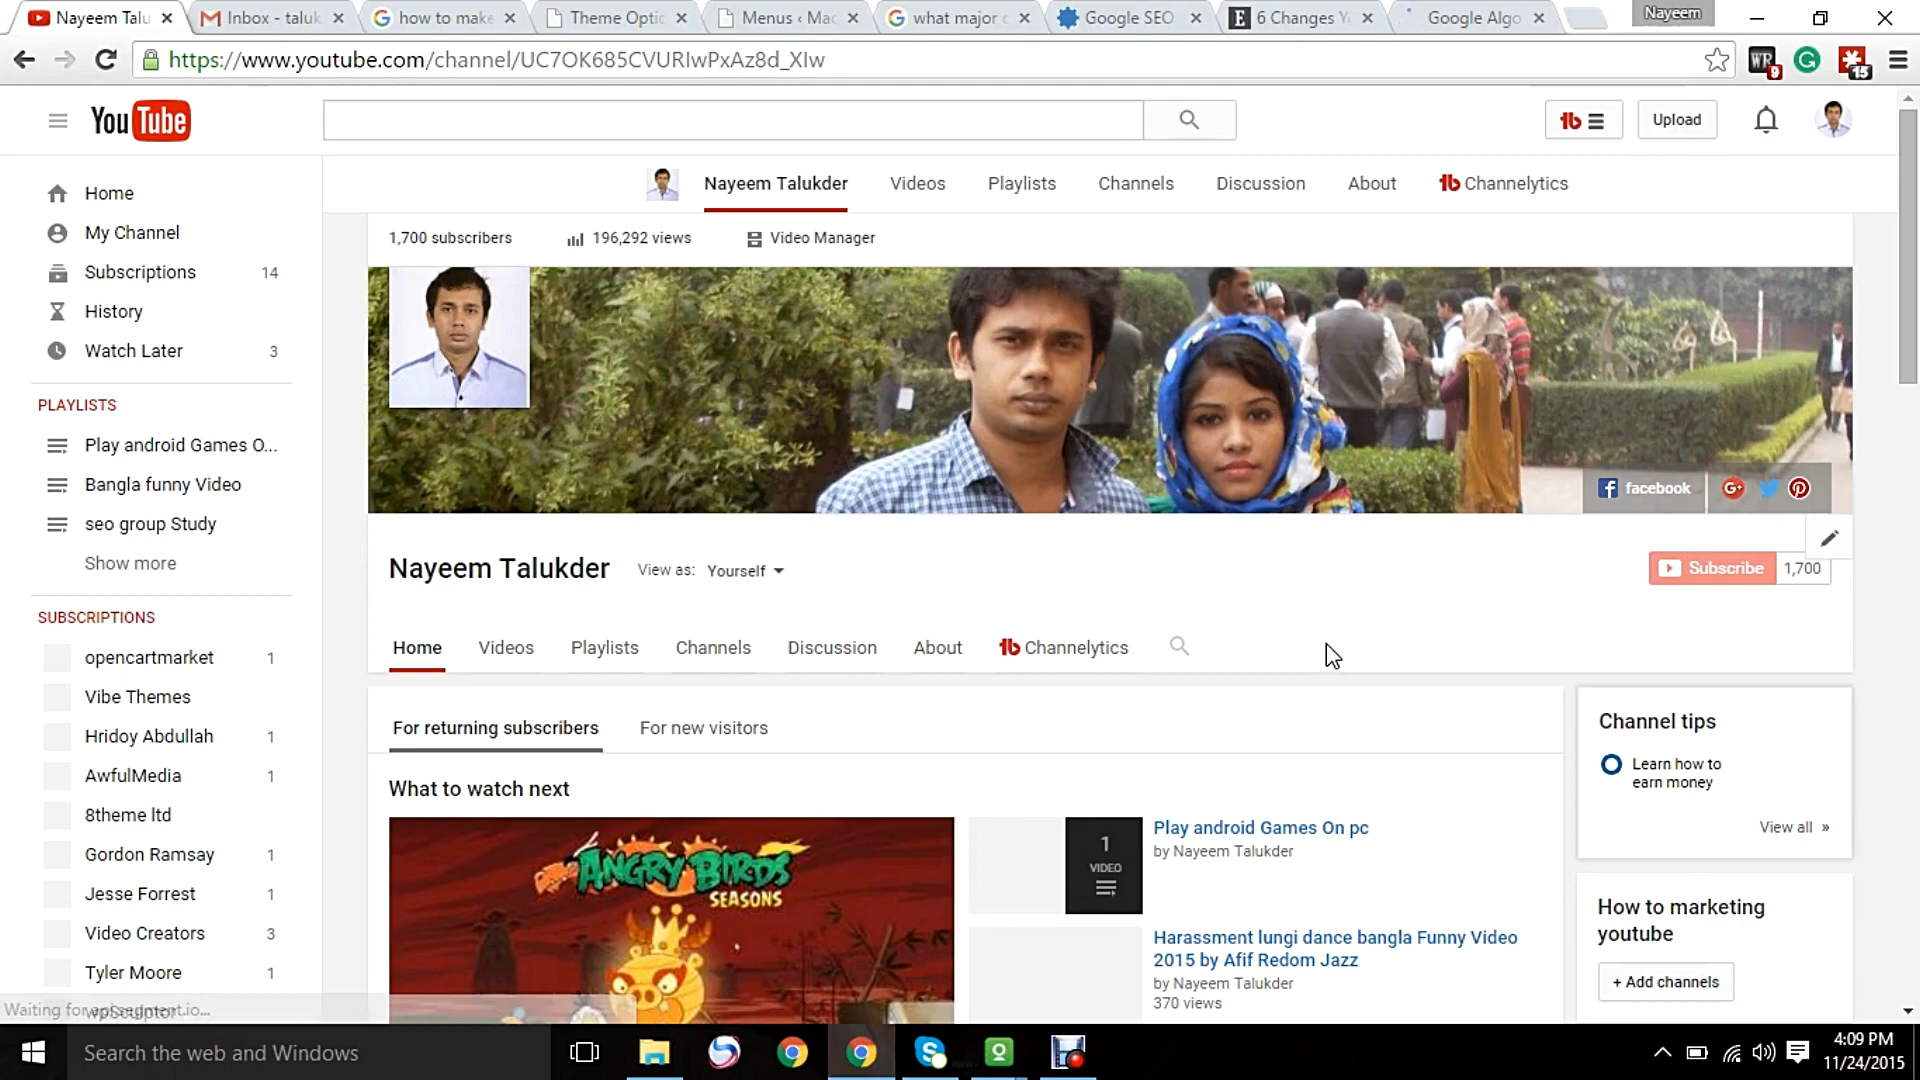 Nayeem Talu
Inbox - taluk
how to make
Theme Optic
Menus ‹ Mac
what major c
Google SEO
6 Changes Y
Google Algo
Nayeem
https://www.youtube.com/channel/UC7OK685CVURIwPxAz8d_XIw
9
15
YouTube
Upload
Home
My Channel
Subscriptions 14
History
Watch Later 3
PLAYLISTS
Play android Games O...
Bangla funny Video
seo group Study
Show more
SUBSCRIPTIONS
opencartmarket 1
Vibe Themes
Hridoy Abdullah 1
AwfulMedia 1
8theme ltd
Gordon Ramsay 1
Jesse Forrest 1
Video Creators 3
Tyler Moore 1
Nayeem Talukder Videos Playlists Channels Discussion About Channelytics
1,700 subscribers 196,292 views Video Manager
facebook
Nayeem Talukder View as: Yourself
Subscribe 1,700
Home Videos Playlists Channels Discussion About Channelytics
For returning subscribers For new visitors
What to watch next
ANGRY BIRDS
SEASONS
1
VIDEO
Play android Games On pc
by Nayeem Talukder
Harassment lungi dance bangla Funny Video
2015 by Afif Redom Jazz
by Nayeem Talukder
370 views
Channel tips
Learn how to
earn money
View all »
How to marketing
youtube
+ Add channels
Search the web and Windows
4:09 PM
11/24/2015